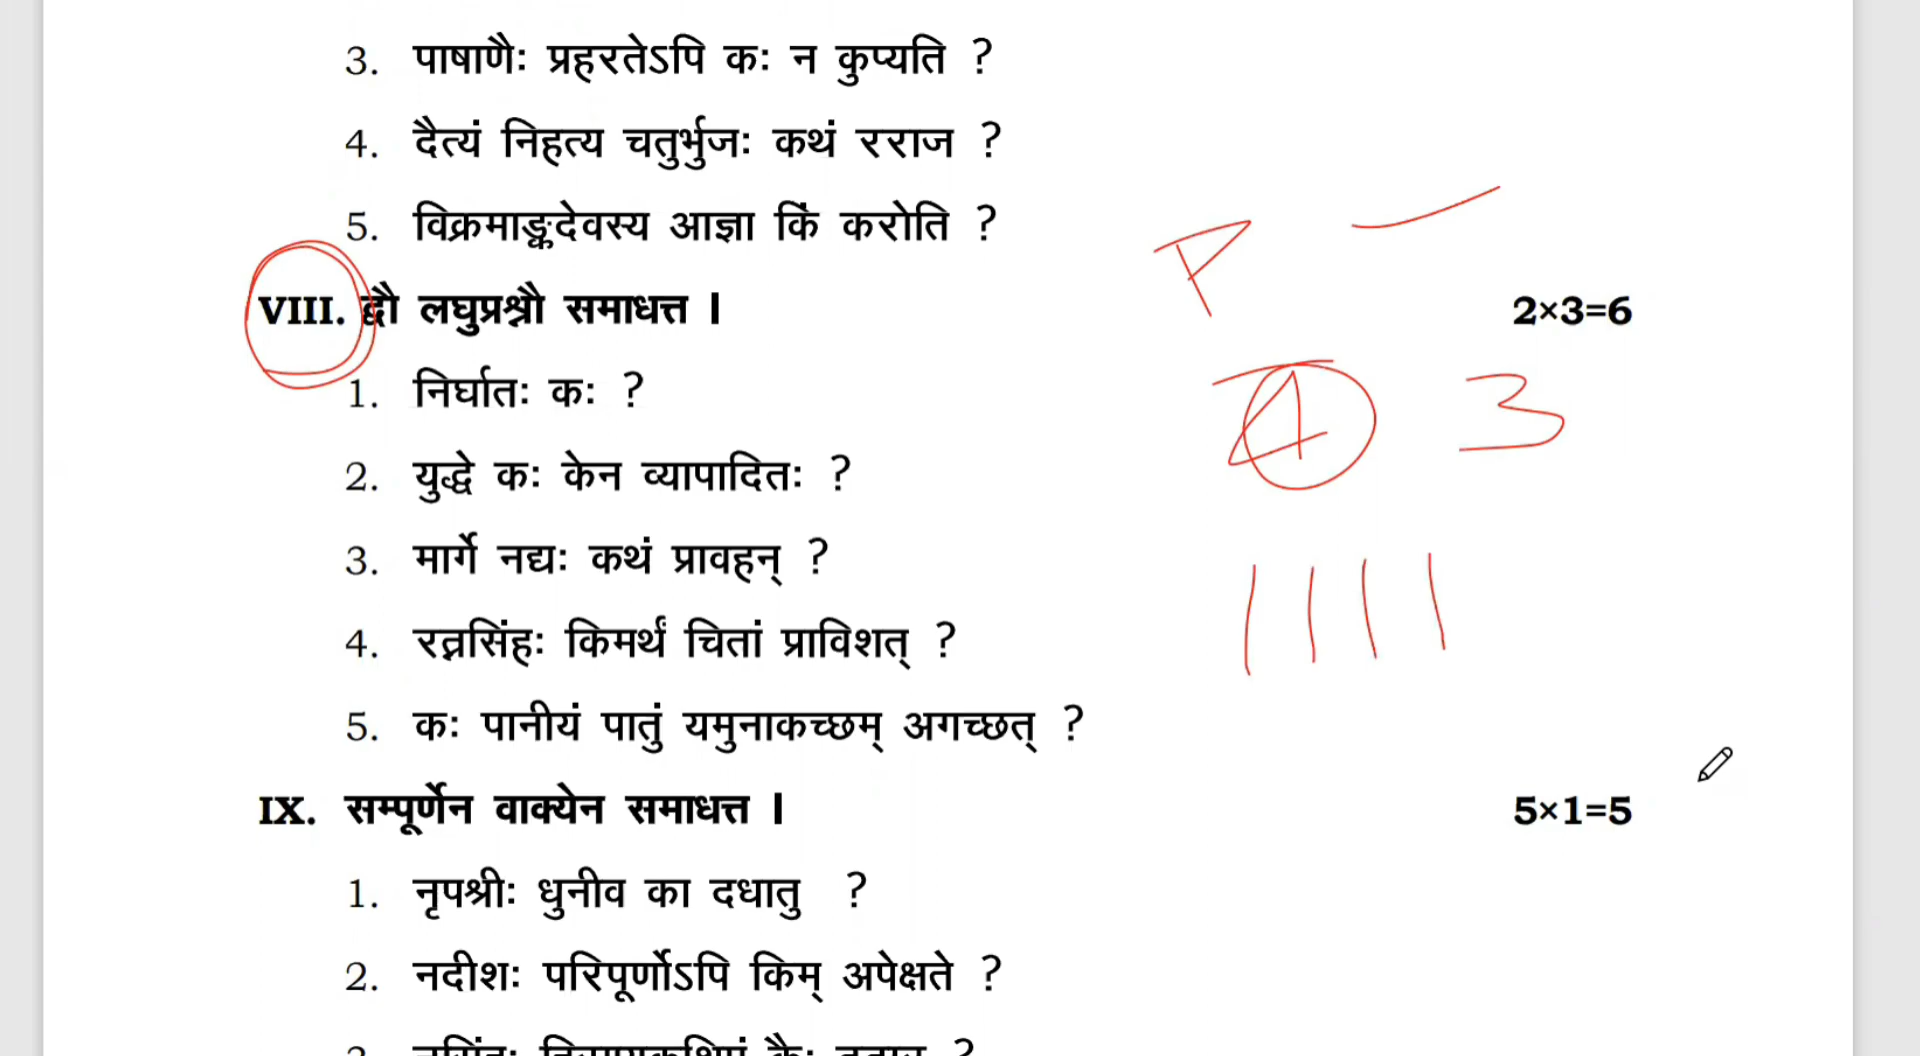 3. पाषाणैः प्रहरतेऽपि कः न कुप्यति ?
4. दैत्यं निहत्य चतुर्भुजः कथं रराज ?
5. विक्रमाङ्कदेवस्य आज्ञा किं करोति ?
P
VIII. द्वौ लघुप्रश्नौ समाधत्त । 2×3=6
1. निर्घातः कः ?
4 3
2. युद्धे कः केन व्यापादितः ?
3. मार्गे नद्यः कथं प्रावहन् ?
4. रत्नसिंहः किमर्थं चितां प्राविशत् ?
5. कः पानीयं पातुं यमुनाकच्छम् अगच्छत् ?
IX. सम्पूर्णेन वाक्येन समाधत्त । 5×1=5
1. नृपश्रीः धुनीव का दधातु ?
2. नदीशः परिपूर्णोऽपि किम् अपेक्षते ?